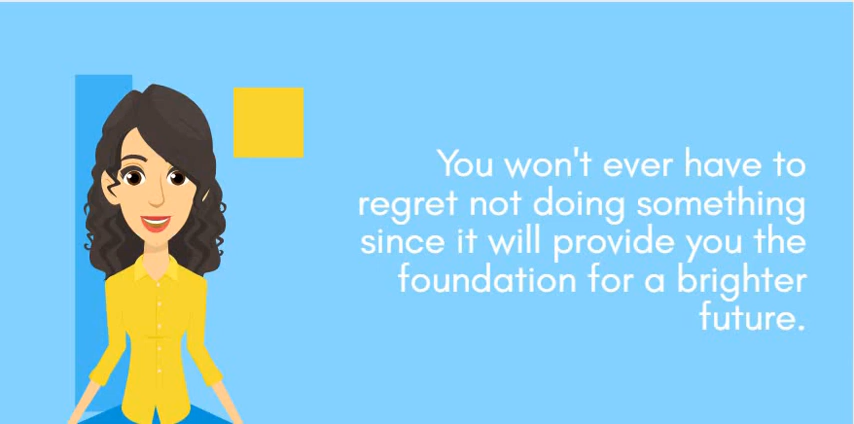 You won't ever have to
regret not doing something
since it will provide you the
foundation for a brighter
future.